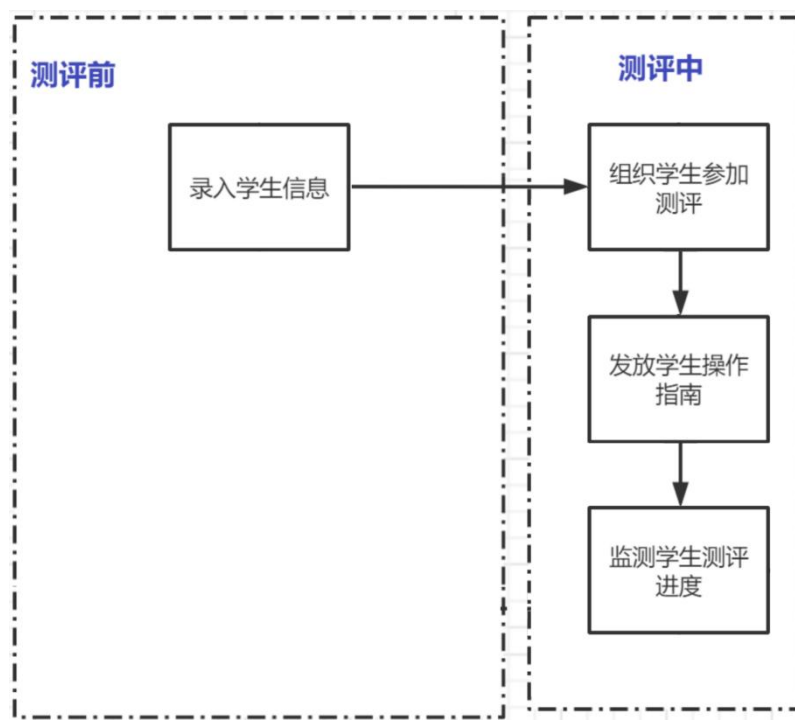 测评前
测评中
录入学生信息
组织学生参加
测评
发放学生操作
指南
监测学生测评
进度